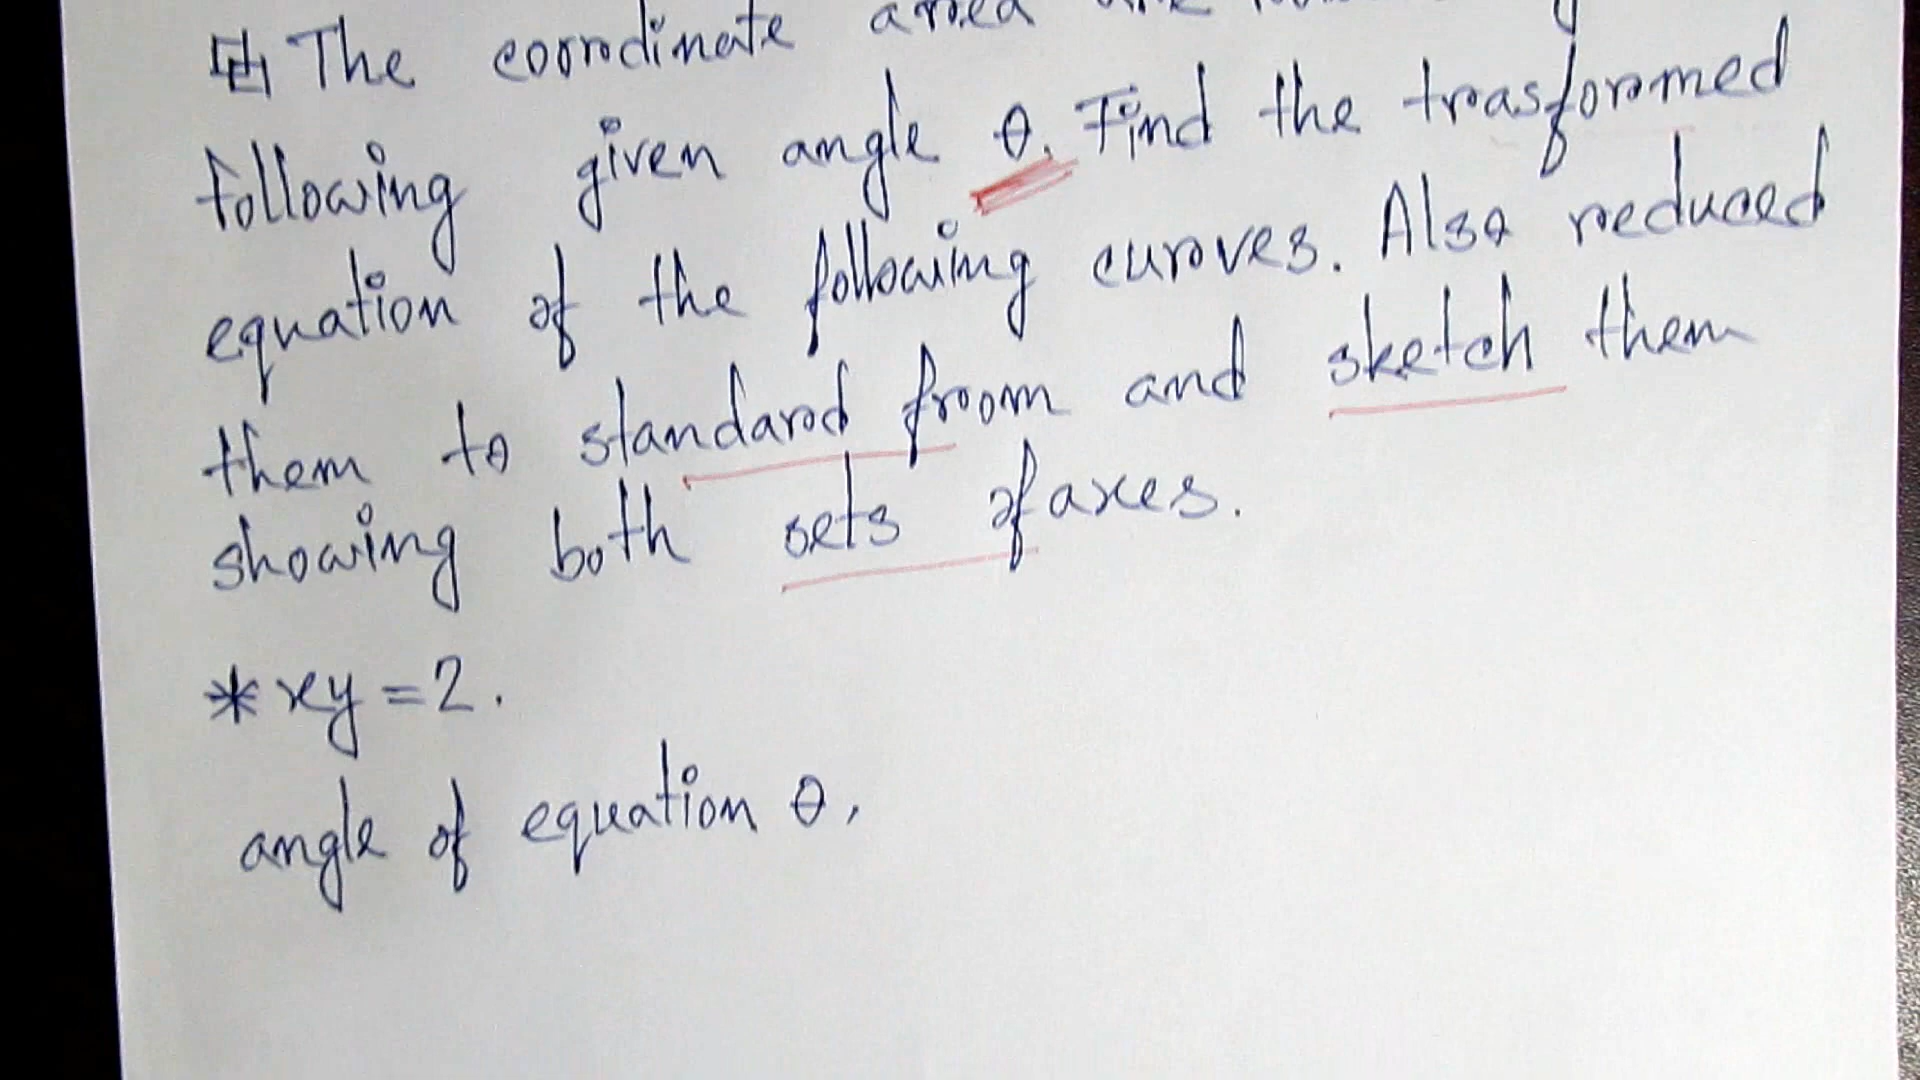 The coordinate
following given angle θ. Find the trasformed
equation of the following curves. Also reduced
them to standard from and sketch them
showing both sets of axes.
* xy = 2.
angle of equation θ,